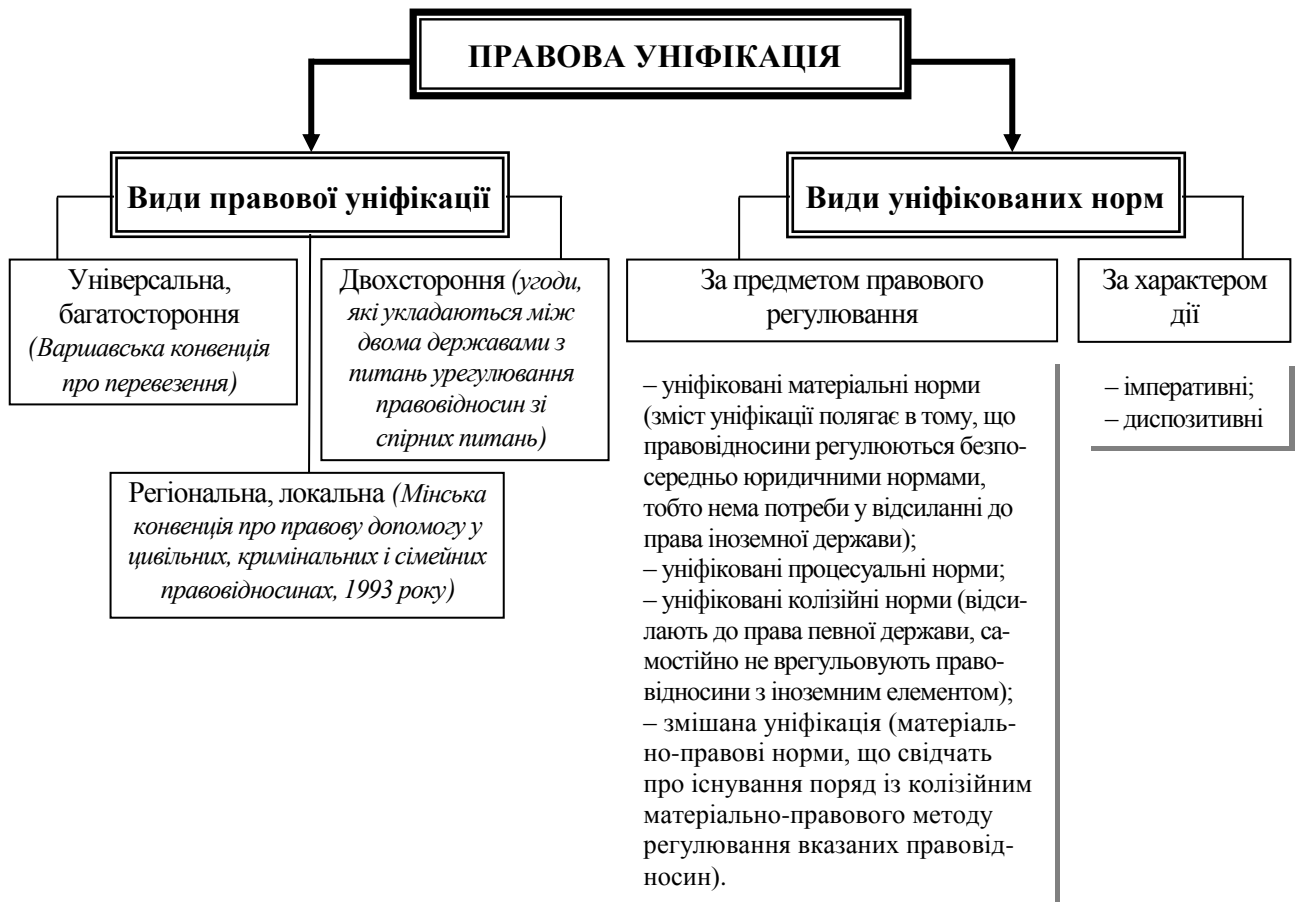 ПРАВОВА УНІФІКАЦІЯ
Види правової уніфікації
Універсальна,
багатостороння
(Варшавська конвенція
про перевезення)
Двохстороння (угоди,
які укладаються між
двома державами з
питань урегулювання
правовідносин зі
спірних питань)
Регіональна, локальна (Мінська
конвенція про правову допомогу у
цивільних, кримінальних і сімейних
правовідносинах, 1993 року)
Види уніфікованих норм
За предметом правового
регулювання
– уніфіковані матеріальні норми
(зміст уніфікації полягає в тому, що
правовідносини регулюються безпо-
середньо юридичними нормами,
тобто нема потреби у відсиланні до
права іноземної держави);
– уніфіковані процесуальні норми;
– уніфіковані колізійні норми (відси-
лають до права певної держави, са-
мостійно не врегульовують право-
відносини з іноземним елементом);
– змішана уніфікація (матеріаль-
но-правові норми, що свідчать
про існування поряд із колізійним
матеріально-правового методу
регулювання вказаних правовід-
носин).
За характером
дії
– імперативні;
– диспозитивні